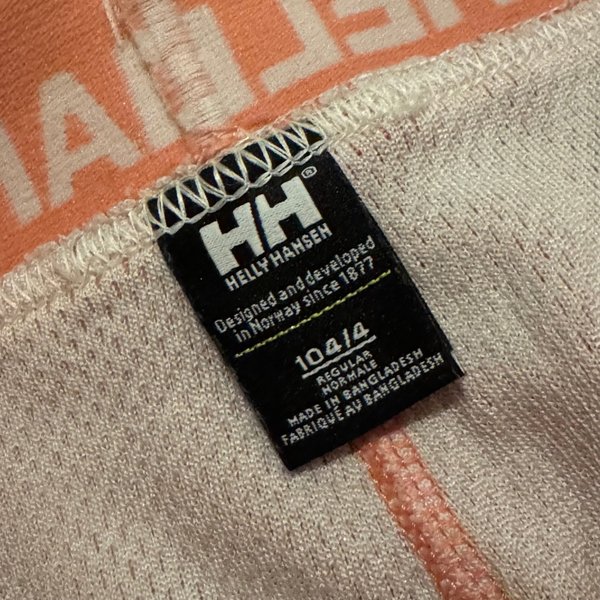 HH®
HELLY HANSEN
Designed and developed
in Norway since 1877
104/4
REGULAR
NORMALE
MADE IN BANGLADESH
FABRIQUÉ AU BANGLADESH